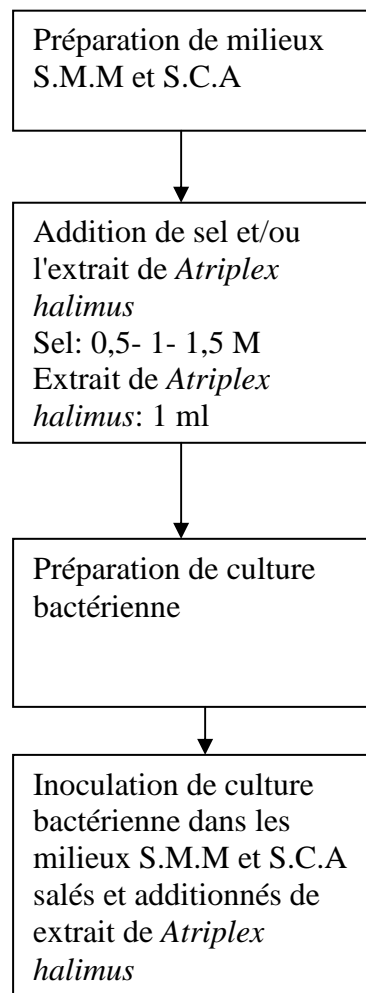 Préparation de milieux
S.M.M et S.C.A
Addition de sel et/ou
l'extrait de Atriplex
halimus
Sel: 0,5- 1- 1,5 M
Extrait de Atriplex
halimus: 1 ml
Préparation de culture
bactérienne
Inoculation de culture
bactérienne dans les
milieux S.M.M et S.C.A
salés et additionnés de
extrait de Atriplex
halimus